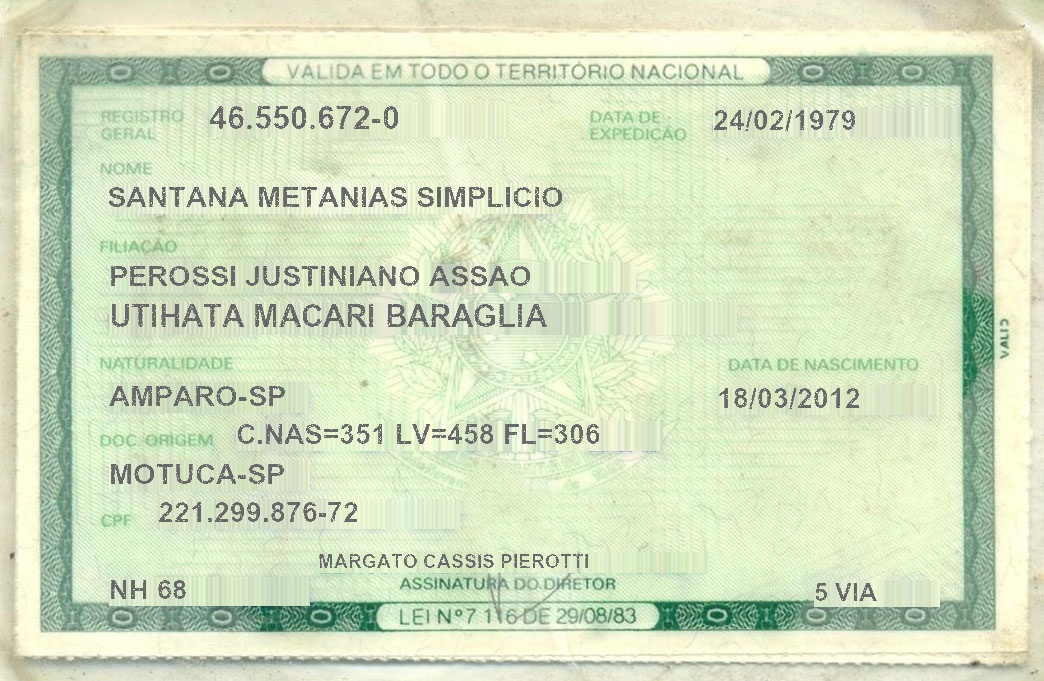 VÁLIDA EM TODO O TERRITÓRIO NACIONAL
REGISTRO GERAL 46.550.672-0 DATA DE EXPEDIÇÃO 24/02/1979
NOME
SANTANA METANIAS SIMPLICIO
FILIAÇÃO
PEROSSI JUSTINIANO ASSAO
UTIHATA MACARI BARAGLIA
NATURALIDADE DATA DE NASCIMENTO
AMPARO-SP 18/03/2012
DOC. ORIGEM C.NAS=351 LV=458 FL=306
MOTUCA-SP
CPF 221.299.876-72
MARGATO CASSIS PIEROTTI
ASSINATURA DO DIRETOR
NH 68 5 VIA
LEI Nº 7.116 DE 29/08/83
VALID